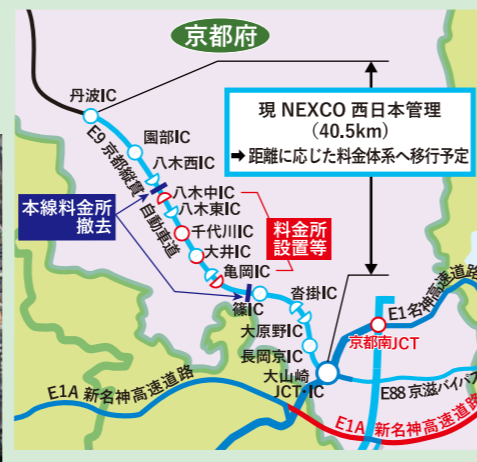 京都府
丹波IC
現 NEXCO 西日本管理
（40.5km）
➡ 距離に応じた料金体系へ移行予定
園部IC
E9 京都縦貫自動車道
八木西IC
本線料金所
撤去
八木中IC
八木東IC
千代川IC
大井IC
亀岡IC
料金所
設置等
篠IC
沓掛IC
大原野IC
長岡京IC
大山崎
JCT・IC
E1 名神高速道路
京都南JCT
E1A 新名神高速道路
E88 京滋バイパス
E1A 新名神高速道路